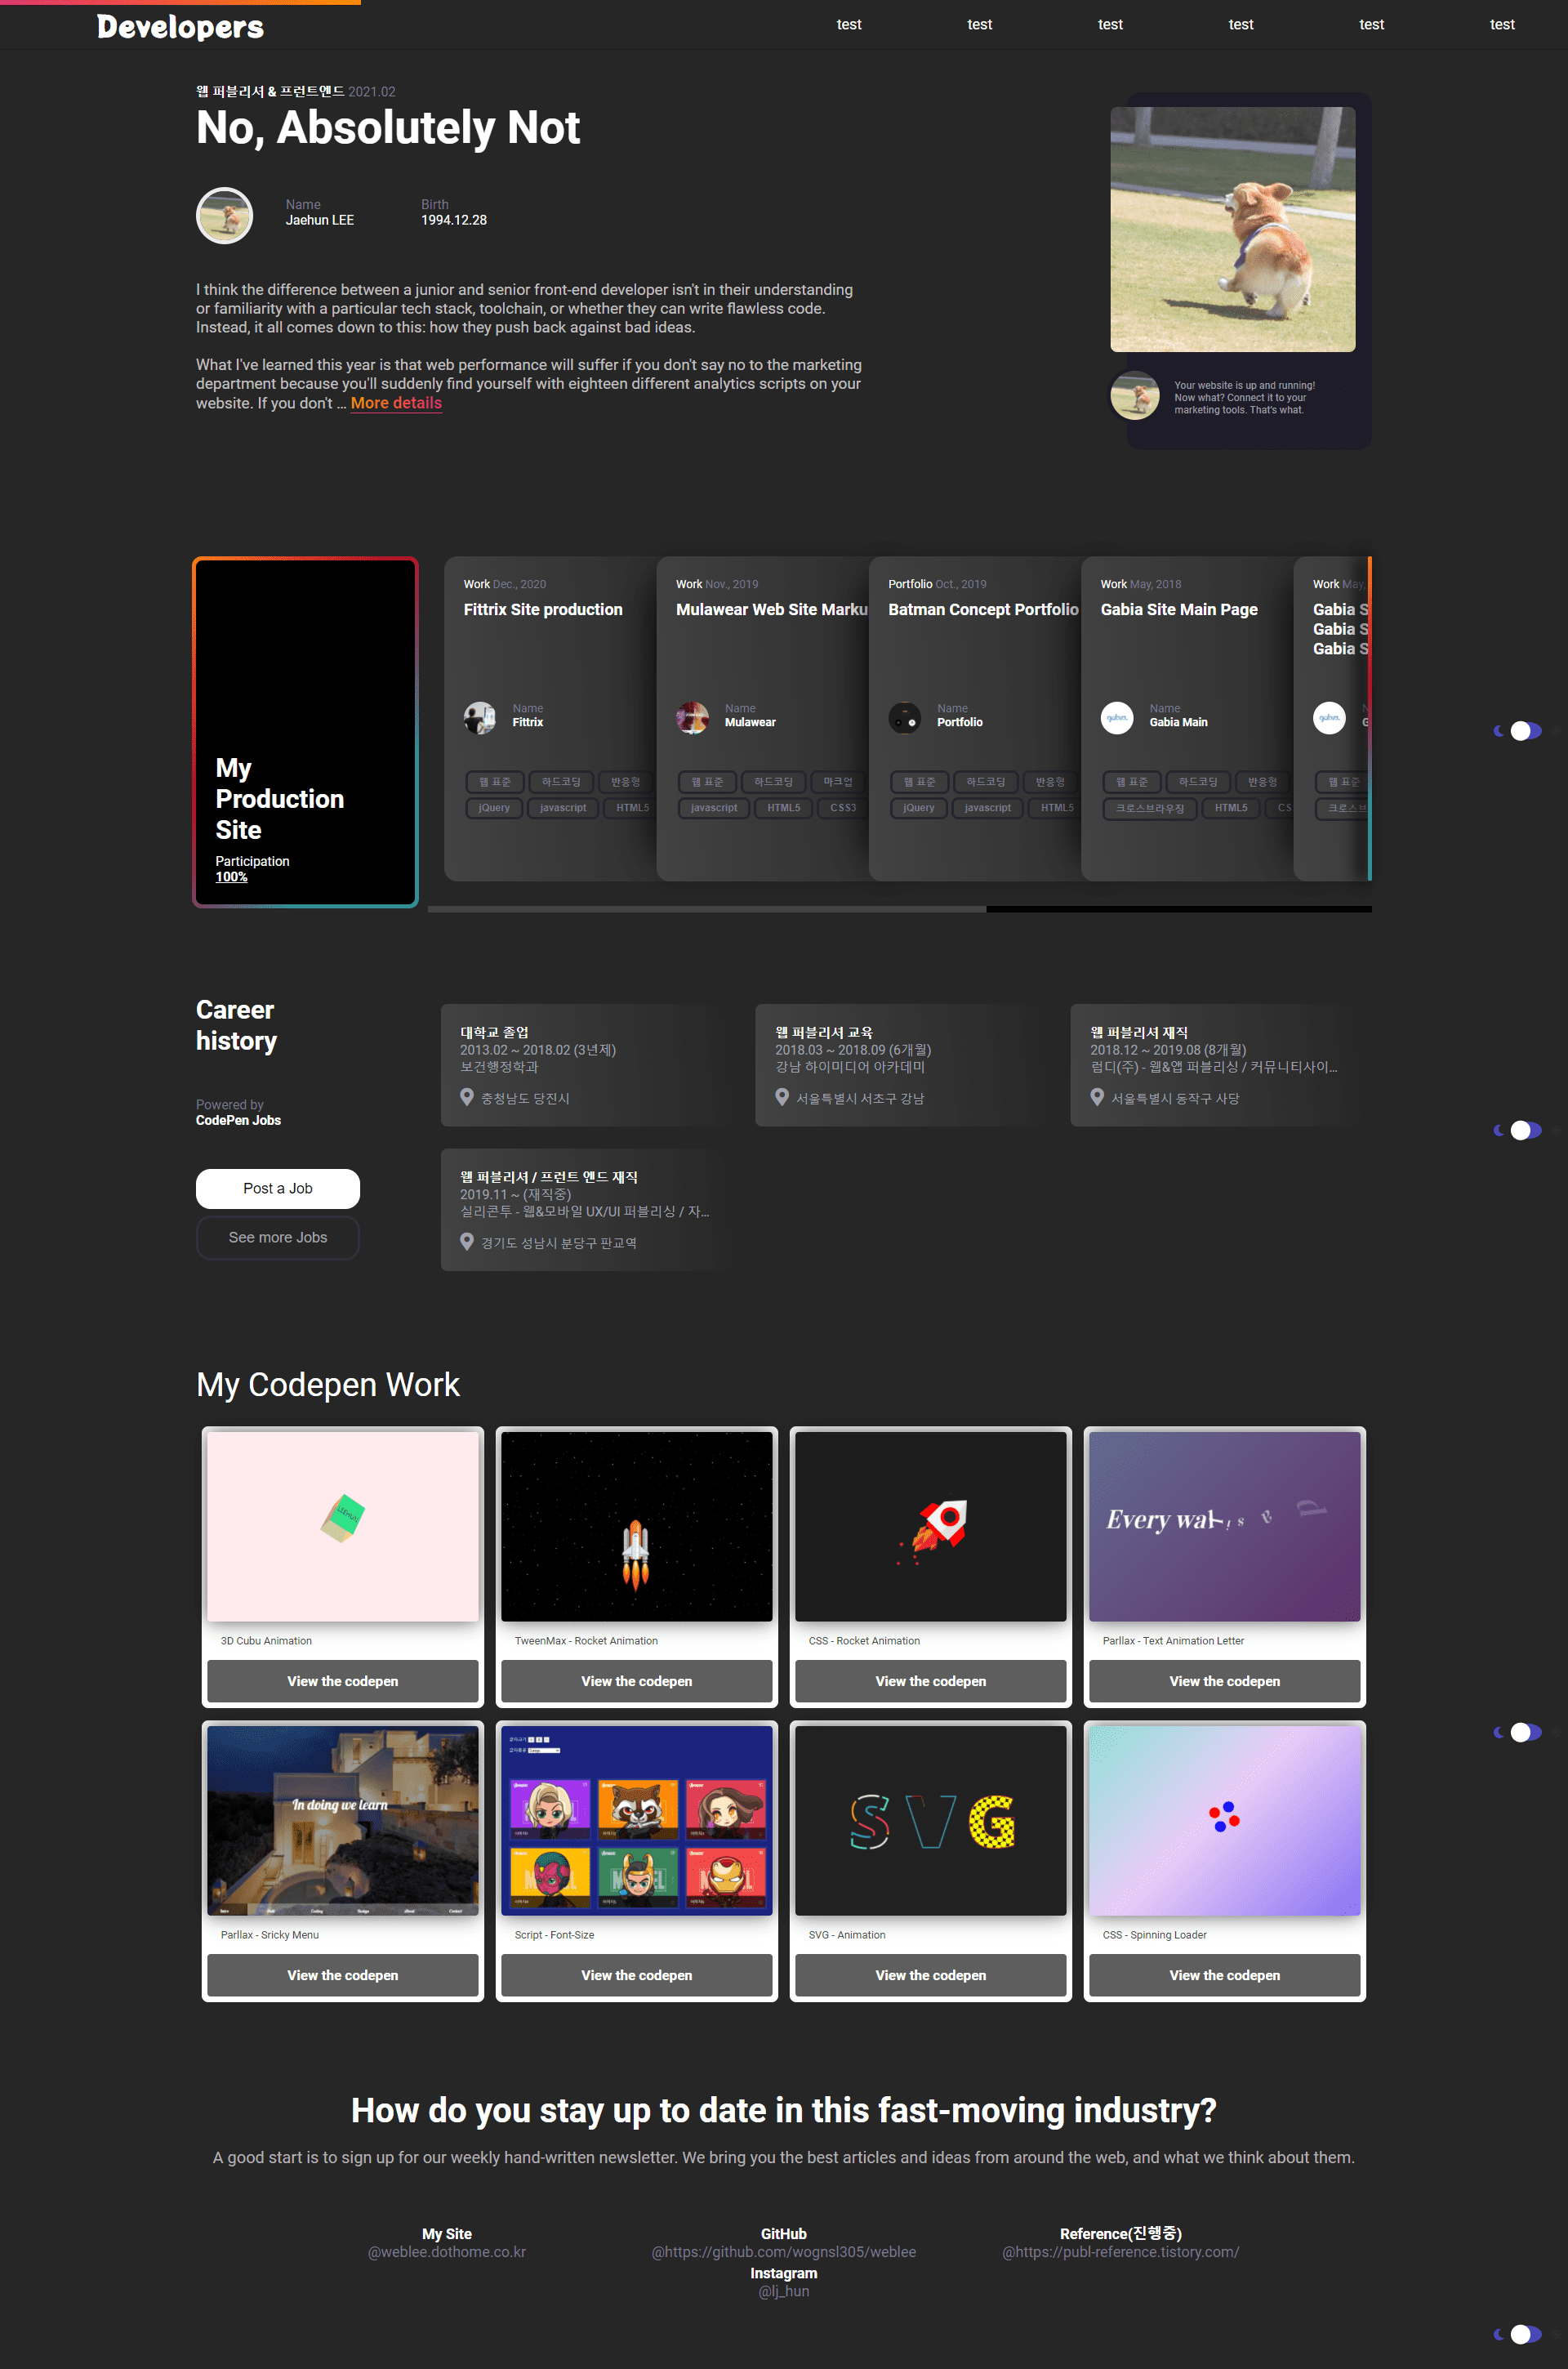 Developers
test
test
test
test
test
test
웹 퍼블리셔 & 프런트엔드 2021.02
No, Absolutely Not
Name
Jaehun LEE
Birth
1994.12.28
I think the difference between a junior and senior front-end developer isn't in their understanding
or familiarity with a particular tech stack, toolchain, or whether they can write flawless code.
Instead, it all comes down to this: how they push back against bad ideas.
What I've learned this year is that web performance will suffer if you don't say no to the marketing
department because you'll suddenly find yourself with eighteen different analytics scripts on your
website. If you don't ... More details
Your website is up and running!
Now what? Connect it to your
marketing tools. That's what.
My
Production
Site
Participation
100%
Work Dec., 2020
Fittrix Site production
Name
Fittrix
웹 표준
하드코딩
반응형
jQuery
javascript
HTML5
Work Nov., 2019
Mulawear Web Site Marku
Name
Mulawear
웹 표준
하드코딩
마크업
javascript
HTML5
CSS3
Portfolio Oct., 2019
Batman Concept Portfolio
Name
Portfolio
웹 표준
하드코딩
반응형
jQuery
javascript
HTML5
Work May, 2018
Gabia Site Main Page
gabia.
Name
Gabia Main
웹 표준
하드코딩
반응형
크로스브라우징
HTML5
CS
Work May,
Gabia S
Gabia S
Gabia S
gabia.
N
G
웹 표준
크로스브
Career
history
Powered by
CodePen Jobs
Post a Job
See more Jobs
대학교 졸업
2013.02 ~ 2018.02 (3년제)
보건행정학과
충청남도 당진시
웹 퍼블리셔 교육
2018.03 ~ 2018.09 (6개월)
강남 하이미디어 아카데미
서울특별시 서초구 강남
웹 퍼블리셔 재직
2018.12 ~ 2019.08 (8개월)
럽디(주) - 웹&앱 퍼블리싱 / 커뮤니티사이...
서울특별시 동작구 사당
웹 퍼블리셔 / 프런트 엔드 재직
2019.11 ~ (재직중)
실리콘투 - 웹&모바일 UX/UI 퍼블리싱 / 자...
경기도 성남시 분당구 판교역
My Codepen Work
LEEHUN
3D Cubu Animation
View the codepen
TweenMax - Rocket Animation
View the codepen
CSS - Rocket Animation
View the codepen
Every wal t s e d
Parllax - Text Animation Letter
View the codepen
In doing we learn
Parllax - Sricky Menu
View the codepen
Script - Font-Size
View the codepen
SVG
SVG - Animation
View the codepen
CSS - Spinning Loader
View the codepen
How do you stay up to date in this fast-moving industry?
A good start is to sign up for our weekly hand-written newsletter. We bring you the best articles and ideas from around the web, and what we think about them.
My Site
@weblee.dothome.co.kr
GitHub
@https://github.com/wognsl305/weblee
Reference(진행중)
@https://publ-reference.tistory.com/
Instagram
@lj_hun